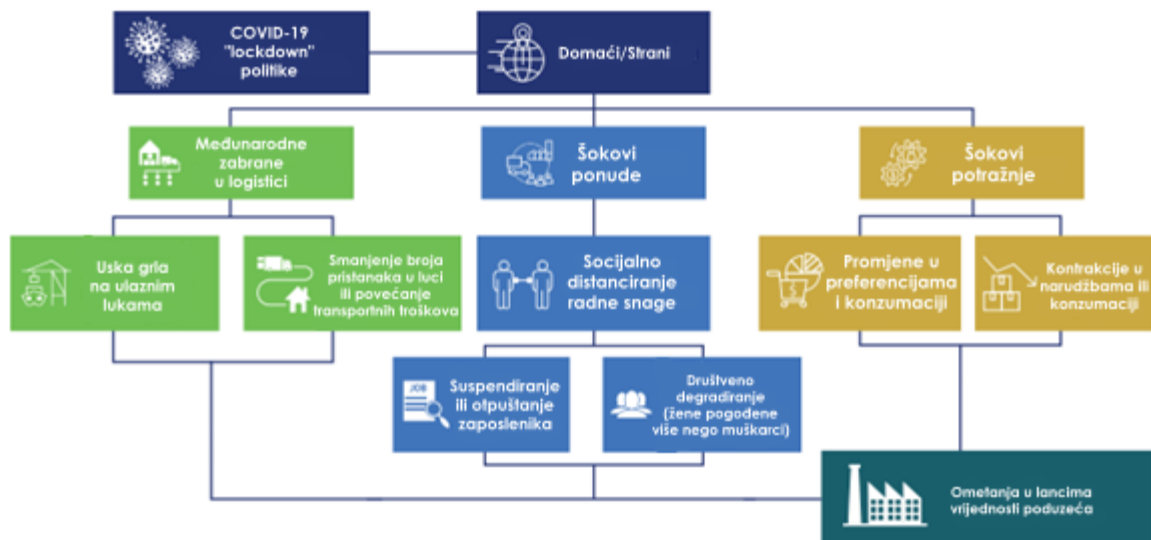 COVID-19
"lockdown"
politike
Domaći/Strani
Međunarodne
zabrane
u logistici
Šokovi
ponude
Šokovi
potražnje
Uska grla
na ulaznim
lukama
Smanjenje broja
pristanaka u luci
ili povećanje
transportnih troškova
Socijalno
distanciranje
radne snage
Promjene u
preferencijama
i konzumaciji
Kontrakcije u
narudžbama ili
konzumaciji
JOB
Suspendiranje
ili otpuštanje
zaposlenika
Društveno
degradiranje
(žene pogođene
više nego muškarci)
Ometanja u lancima
vrijednosti poduzeća